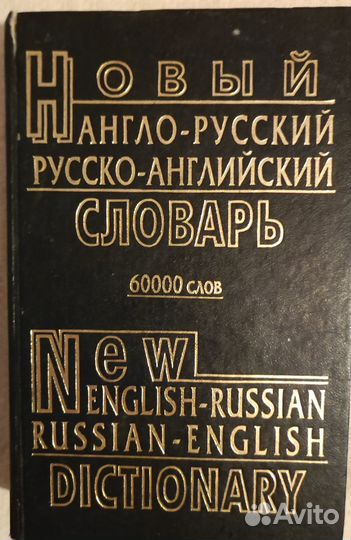 Новый
Англо-Русский
Русско-Английский
Словарь
60000 слов
New
English-Russian
Russian-English
Dictionary
Avito